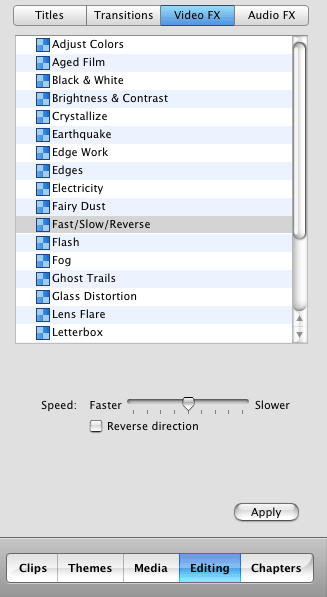 Titles Transitions Video FX Audio FX
Adjust Colors
Aged Film
Black & White
Brightness & Contrast
Crystallize
Earthquake
Edge Work
Edges
Electricity
Fairy Dust
Fast/Slow/Reverse
Flash
Fog
Ghost Trails
Glass Distortion
Lens Flare
Letterbox
Speed: Faster Slower
Reverse direction
Apply
Clips Themes Media Editing Chapters